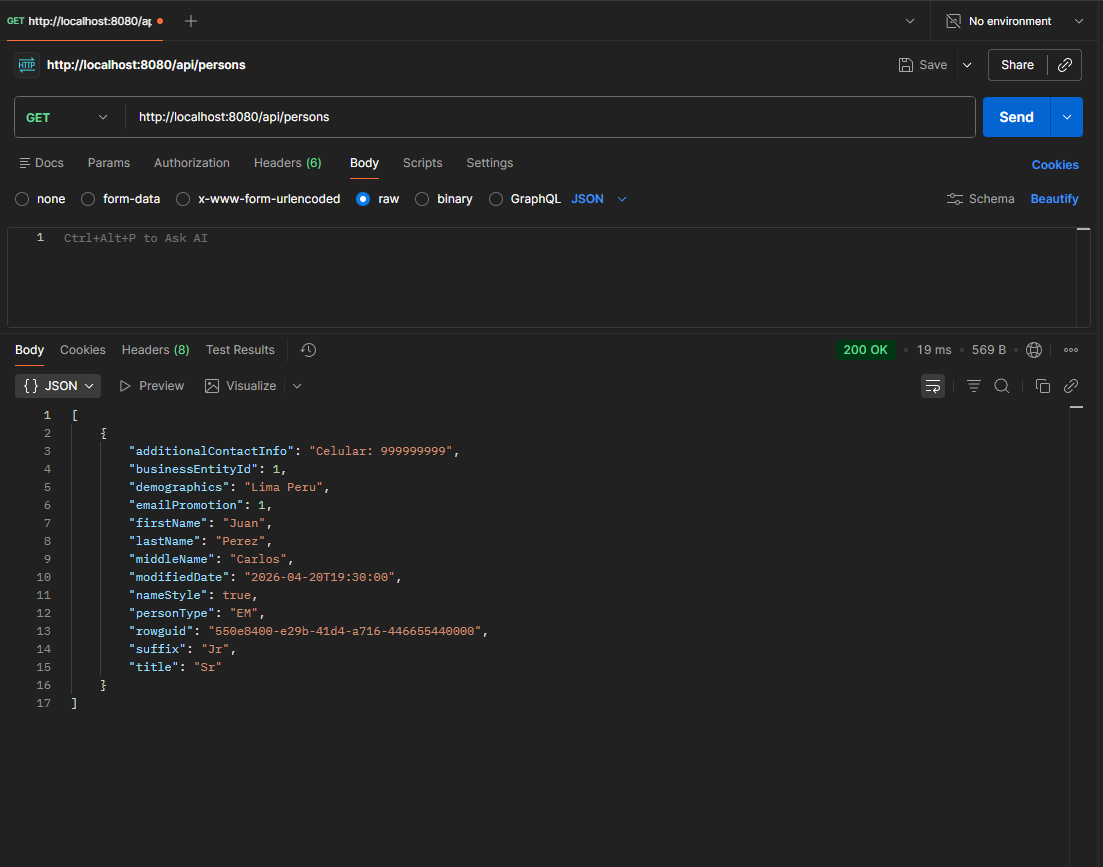 GET http://localhost:8080/ap
No environment
HTTP http://localhost:8080/api/persons
Save
Share
GET http://localhost:8080/api/persons
Send
Docs Params Authorization Headers (6) Body Scripts Settings
Cookies
none form-data x-www-form-urlencoded raw binary GraphQL JSON
Schema Beautify
1 Ctrl+Alt+P to Ask AI
Body Cookies Headers (8) Test Results
200 OK • 19 ms • 569 B •
{} JSON Preview Visualize
1 [
2 {
3 "additionalContactInfo": "Celular: 999999999",
4 "businessEntityId": 1,
5 "demographics": "Lima Peru",
6 "emailPromotion": 1,
7 "firstName": "Juan",
8 "lastName": "Perez",
9 "middleName": "Carlos",
10 "modifiedDate": "2026-04-20T19:30:00",
11 "nameStyle": true,
12 "personType": "EM",
13 "rowguid": "550e8400-e29b-41d4-a716-446655440000",
14 "suffix": "Jr",
15 "title": "Sr"
16 }
17 ]